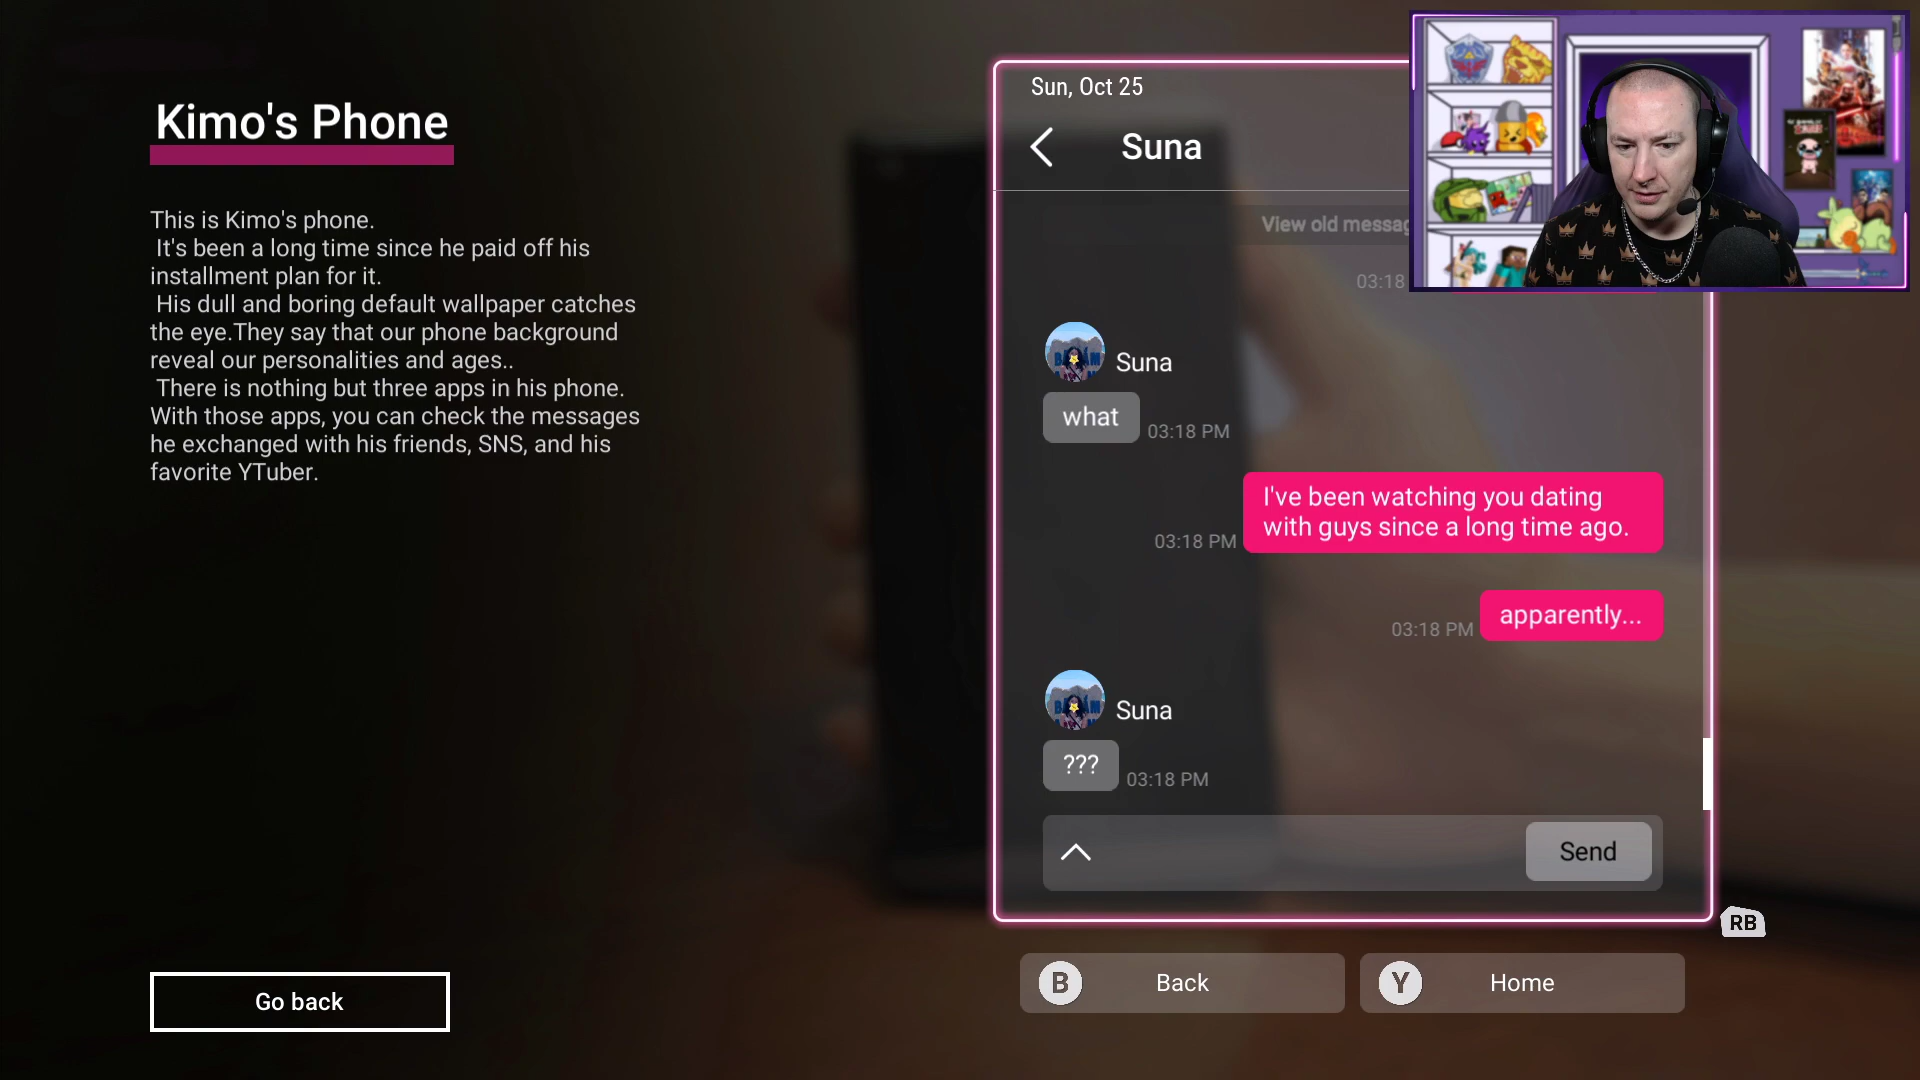 Kimo's Phone
This is Kimo's phone.
It's been a long time since he paid off his
installment plan for it.
His dull and boring default wallpaper catches
the eye.They say that our phone background
reveal our personalities and ages..
There is nothing but three apps in his phone.
With those apps, you can check the messages
he exchanged with his friends, SNS, and his
favorite YTuber.
Go back
Sun, Oct 25
Suna
View old
03:18
Suna
what
03:18 PM
I've been watching you dating
with guys since a long time ago.
03:18 PM
apparently...
03:18 PM
Suna
???
03:18 PM
Send
RB
B Back
Y Home